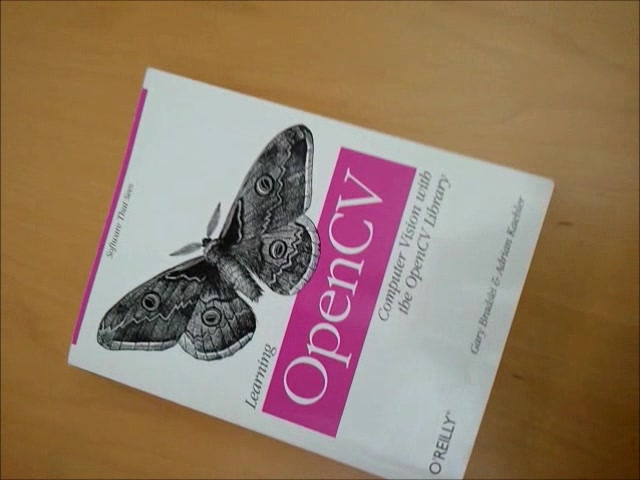 Software That Sees
Learning
OpenCV
Computer Vision with
the OpenCV Library
O'REILLY®
Gary Bradski & Adrian Kaehler